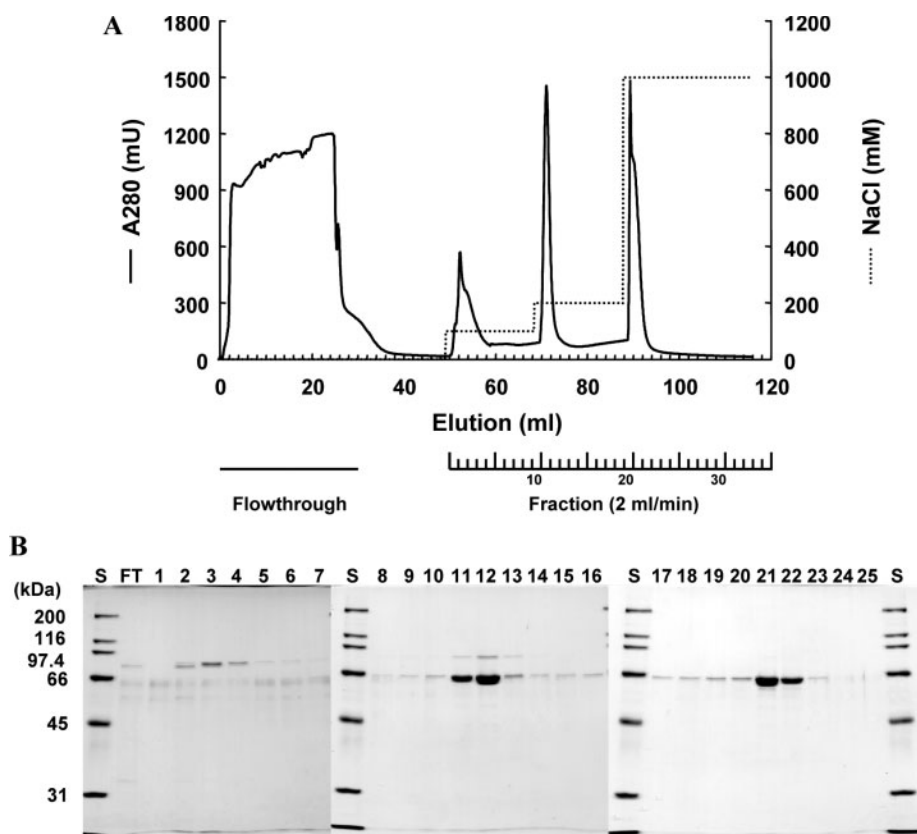 A
1800
1500
1200
900
600
300
0
A280 (mU)
1200
1000
800
600
400
200
0
NaCl (mM)
0 20 40 60 80 100 120
Elution (ml)
10 20 30
Flowthrough
Fraction (2 ml/min)
B
(kDa)
S FT 1 2 3 4 5 6 7
S 8 9 10 11 12 13 14 15 16
S 17 18 19 20 21 22 23 24 25 S
200
116
97.4
66
45
31